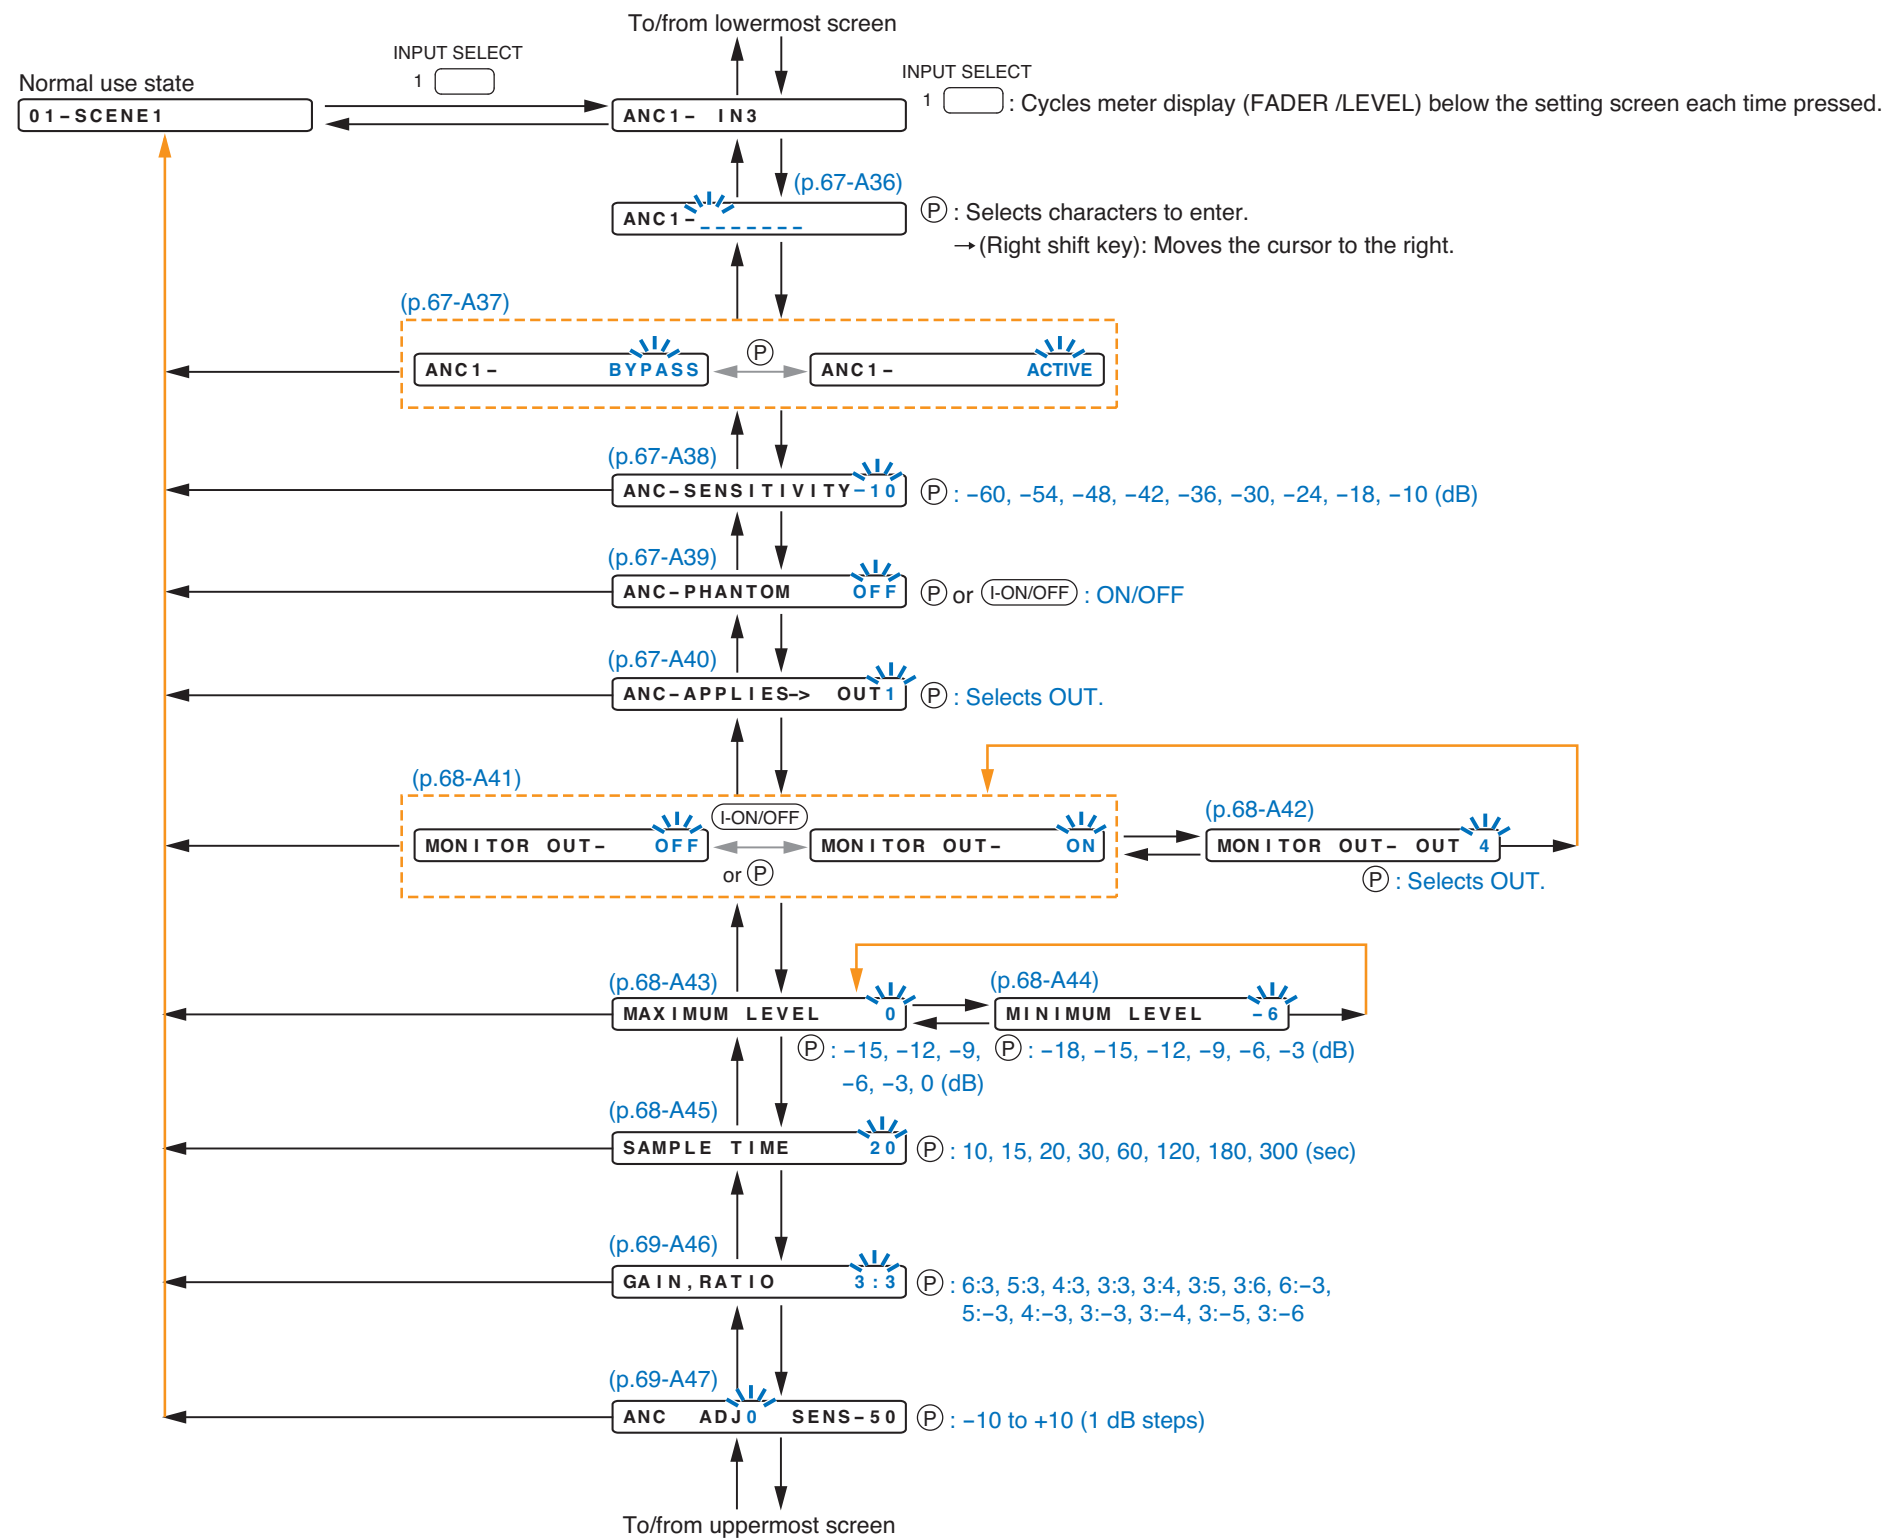 To/from lowermost screen
INPUT SELECT
1
Normal use state
01-SCENE1
ANC1- IN3
INPUT SELECT
1 : Cycles meter display (FADER /LEVEL) below the setting screen each time pressed.
(p.67-A36)
ANC1-_______
P : Selects characters to enter.
→(Right shift key): Moves the cursor to the right.
(p.67-A37)
ANC1- BYPASS
P
ANC1- ACTIVE
(p.67-A38)
ANC-SENSITIVITY-10
P : −60, −54, −48, −42, −36, −30, −24, −18, −10 (dB)
(p.67-A39)
ANC-PHANTOM OFF
P or I-ON/OFF : ON/OFF
(p.67-A40)
ANC-APPLIES-> OUT1
P : Selects OUT.
(p.68-A41)
MONITOR OUT- OFF
I-ON/OFF
or P
MONITOR OUT- ON
(p.68-A42)
MONITOR OUT- OUT 4
P : Selects OUT.
(p.68-A43)
MAXIMUM LEVEL 0
P : −15, −12, −9,
−6, −3, 0 (dB)
(p.68-A44)
MINIMUM LEVEL -6
P : −18, −15, −12, −9, −6, −3 (dB)
(p.68-A45)
SAMPLE TIME 20
P : 10, 15, 20, 30, 60, 120, 180, 300 (sec)
(p.69-A46)
GAIN,RATIO 3:3
P : 6:3, 5:3, 4:3, 3:3, 3:4, 3:5, 3:6, 6:−3,
5:−3, 4:−3, 3:−3, 3:−4, 3:−5, 3:−6
(p.69-A47)
ANC ADJ0 SENS-50
P : −10 to +10 (1 dB steps)
To/from uppermost screen